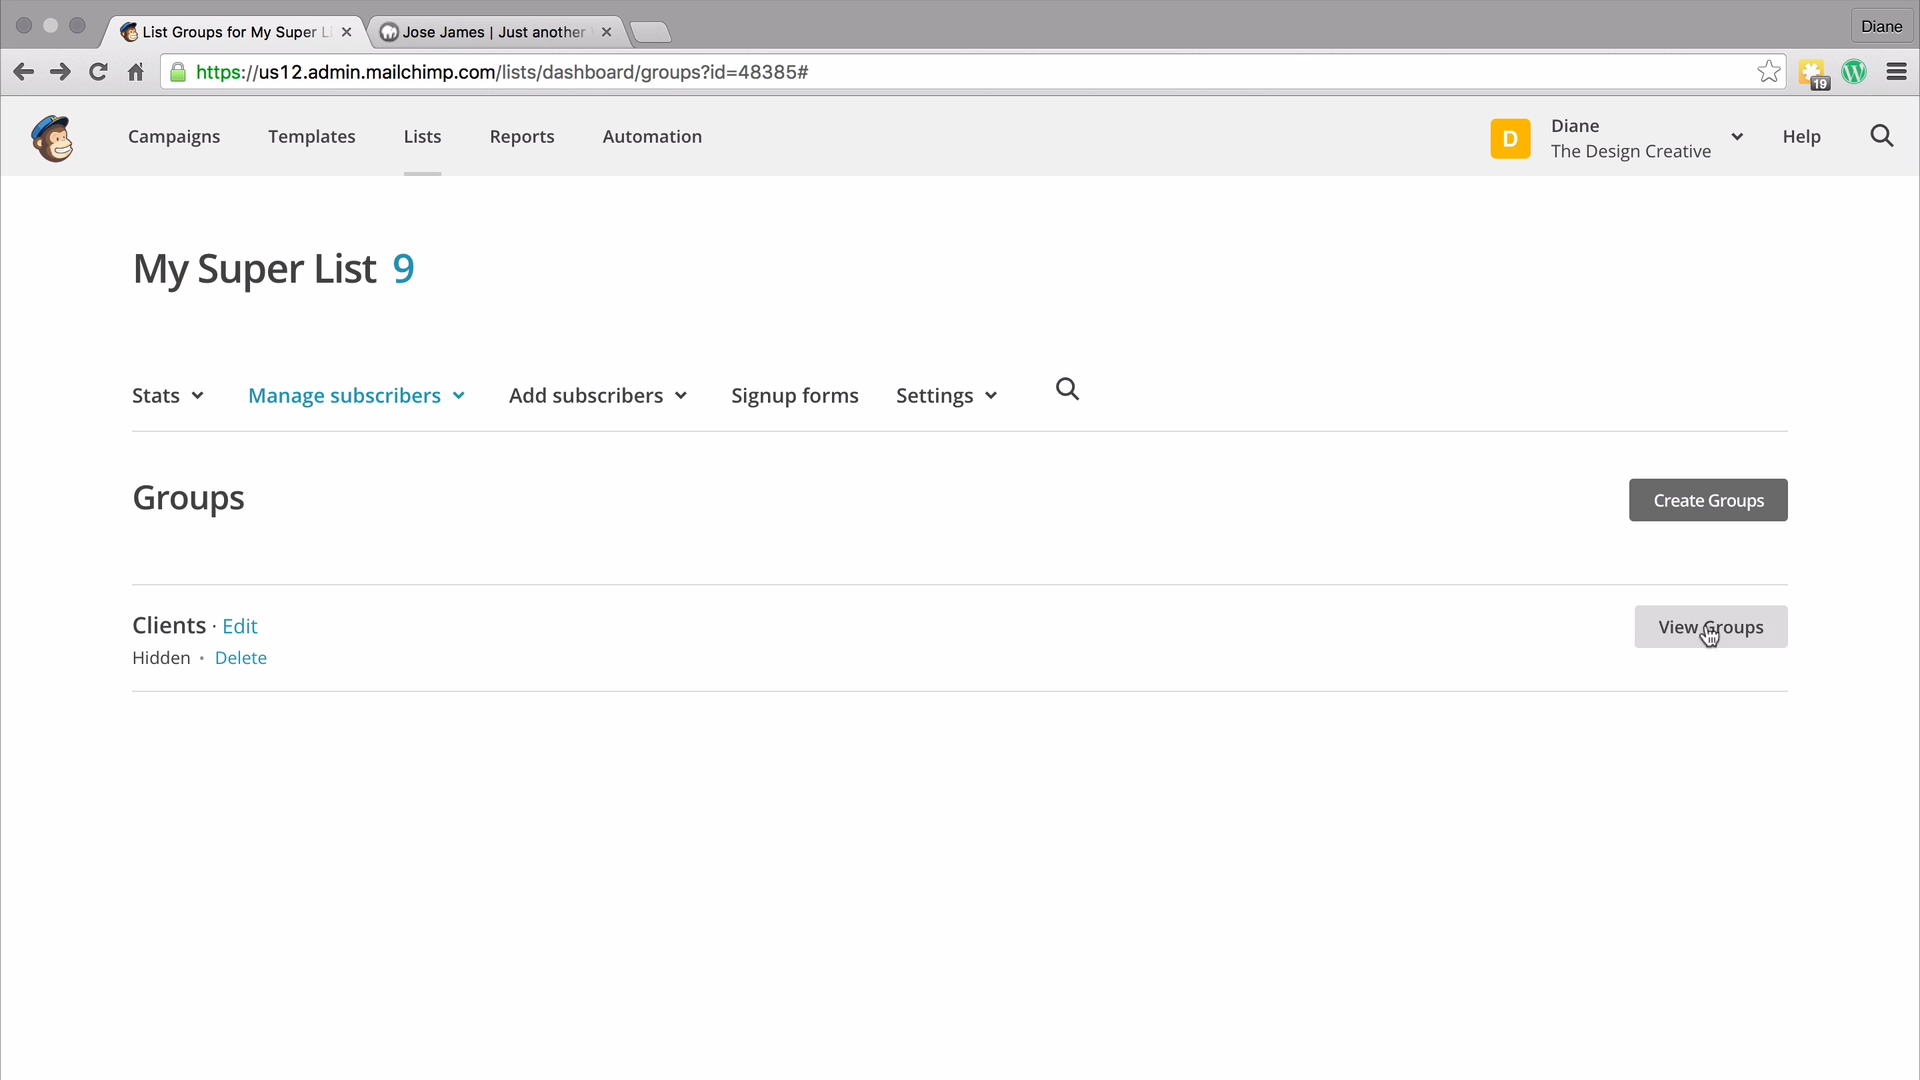 List Groups for My Super Li
Jose James | Just another
Diane
https://us12.admin.mailchimp.com/lists/dashboard/groups?id=48385#
19
Campaigns
Templates
Lists
Reports
Automation
D
Diane
The Design Creative
Help
My Super List 9
Stats
Manage subscribers
Add subscribers
Signup forms
Settings
Groups
Create Groups
Clients · Edit
View Groups
Hidden • Delete